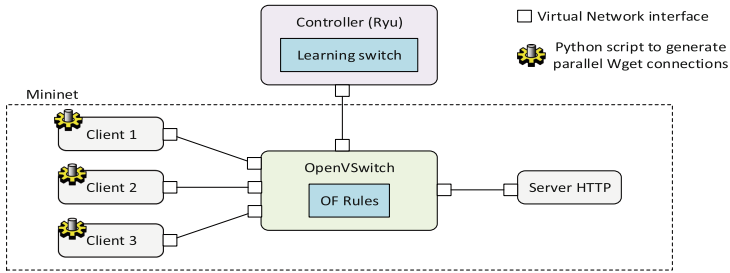 Controller (Ryu)
Learning switch
Virtual Network interface
Python script to generate
parallel Wget connections
Mininet
Client 1
Client 2
Client 3
OpenVSwitch
OF Rules
Server HTTP